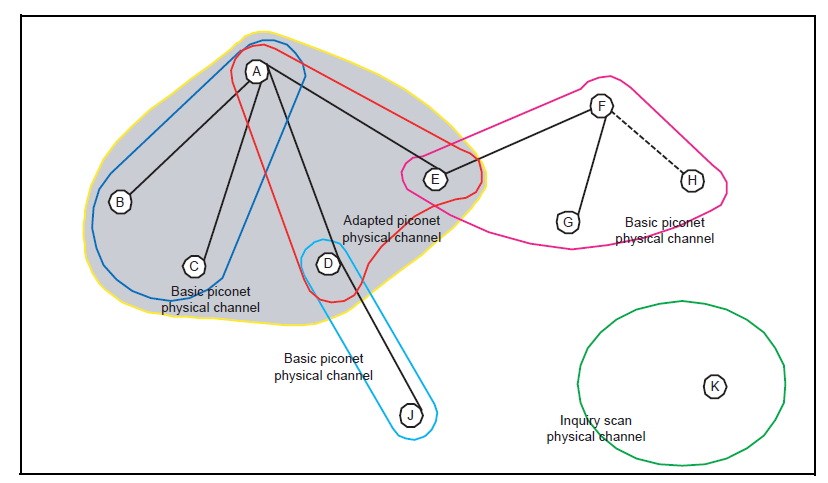 A
F
E
H
B
G
Adapted piconet
physical channel
Basic piconet
physical channel
D
C
Basic piconet
physical channel
Basic piconet
physical channel
K
J
Inquiry scan
physical channel